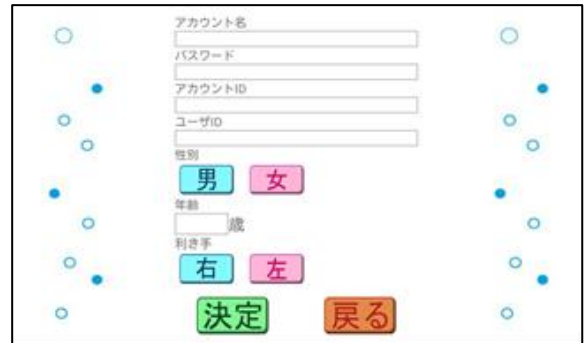 アカウント名
パスワード
アカウントID
ユーザID
性別
男 女
年齢
歳
利き手
右 左
決定 戻る